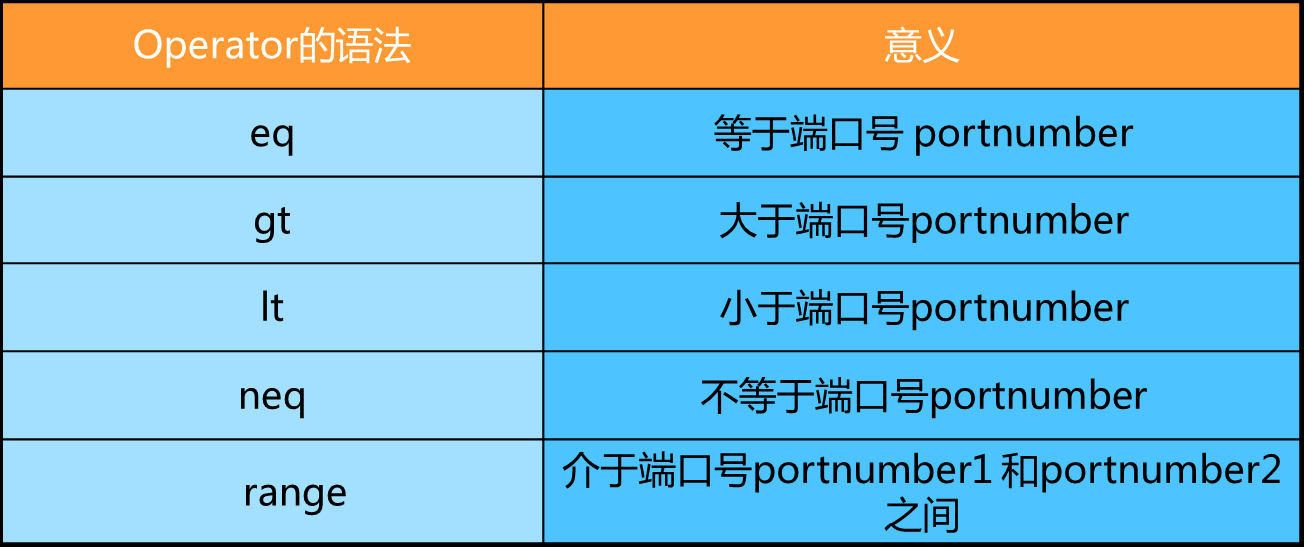 Operator的语法 意义
eq 等于端口号 portnumber
gt 大于端口号portnumber
lt 小于端口号portnumber
neq 不等于端口号portnumber
range 介于端口号portnumber1 和portnumber2
之间